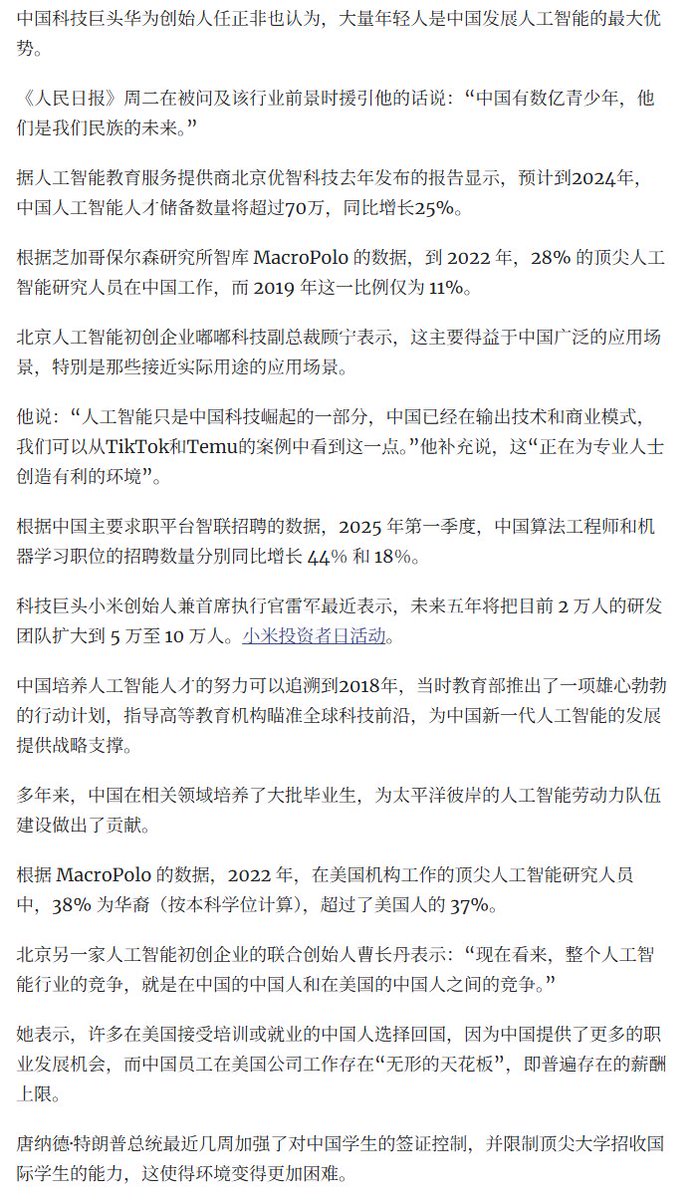 中国科技巨头华为创始人任正非也认为，大量年轻人是中国发展人工智能的最大优
势。
《人民日报》周二在被问及该行业前景时援引他的话说：“中国有数亿青少年，他
们是我们民族的未来。”
据人工智能教育服务提供商北京优智科技去年发布的报告显示，预计到2024年，
中国人工智能人才储备数量将超过70万，同比增长25%。
根据芝加哥保尔森研究所智库 MacroPolo 的数据，到 2022 年，28% 的顶尖人工
智能研究人员在中国工作，而 2019 年这一比例仅为 11%。
北京人工智能初创企业嘟嘟科技副总裁顾宁表示，这主要得益于中国广泛的应用场
景，特别是那些接近实际用途的应用场景。
他说：“人工智能只是中国科技崛起的一部分，中国已经在输出技术和商业模式，
我们可以从TikTok和Temu的案例中看到这一点。”他补充说，这“正在为专业人士
创造有利的环境”。
根据中国主要求职平台智联招聘的数据，2025 年第一季度，中国算法工程师和机
器学习职位的招聘数量分别同比增长 44% 和 18%。
科技巨头小米创始人兼首席执行官雷军最近表示，未来五年将把目前 2 万人的研发
团队扩大到 5 万至 10 万人。小米投资者日活动。
中国培养人工智能人才的努力可以追溯到2018年，当时教育部推出了一项雄心勃勃
的行动计划，指导高等教育机构瞄准全球科技前沿，为中国新一代人工智能的发展
提供战略支撑。
多年来，中国在相关领域培养了大批毕业生，为太平洋彼岸的人工智能劳动力队伍
建设做出了贡献。
根据 MacroPolo 的数据，2022 年，在美国机构工作的顶尖人工智能研究人员
中，38% 为华裔（按本科学位计算），超过了美国人的 37%。
北京另一家人工智能初创企业的联合创始人曹长丹表示：“现在看来，整个人工智
能行业的竞争，就是在中国的中国人和在美国的中国人之间的竞争。”
她表示，许多在美国接受培训或就业的中国人选择回国，因为中国提供了更多的职
业发展机会，而中国员工在美国公司工作存在“无形的天花板”，即普遍存在的薪酬
上限。
唐纳德·特朗普总统最近几周加强了对中国学生的签证控制，并限制顶尖大学招收国
际学生的能力，这使得环境变得更加困难。